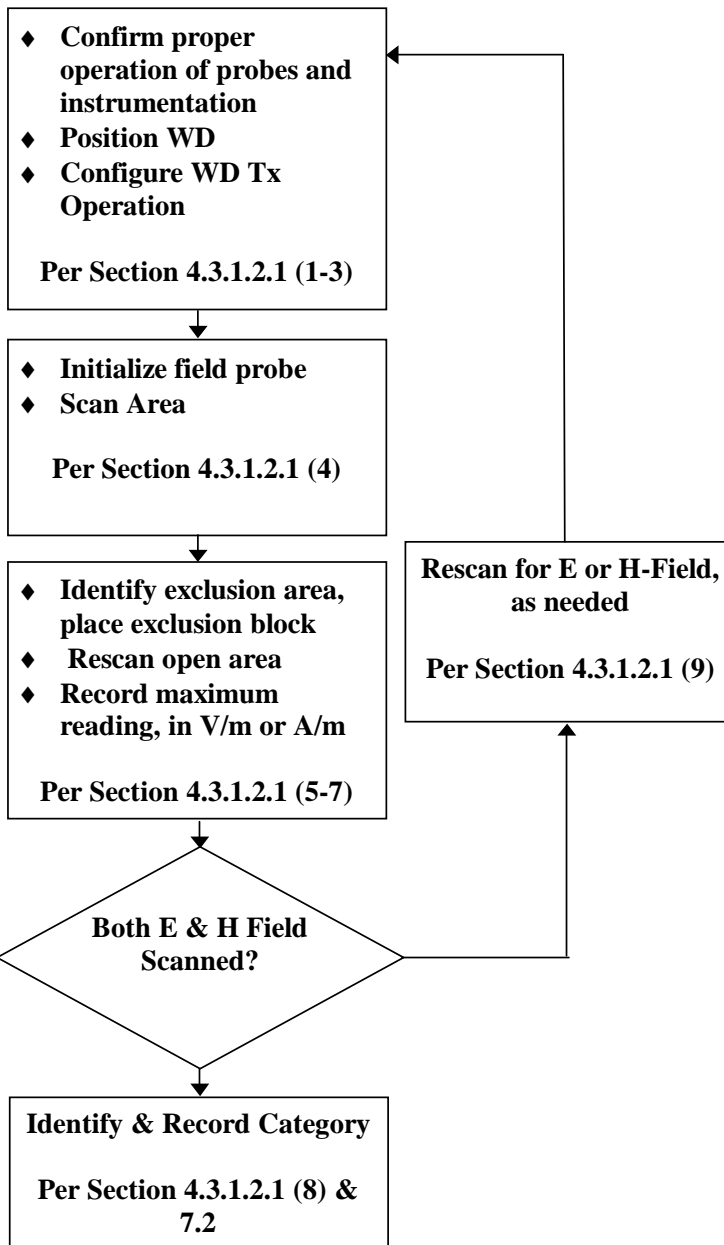 ♦ Confirm proper
operation of probes and
instrumentation
♦ Position WD
♦ Configure WD Tx
Operation
Per Section 4.3.1.2.1 (1-3)
♦ Initialize field probe
♦ Scan Area
Per Section 4.3.1.2.1 (4)
♦ Identify exclusion area,
place exclusion block
♦ Rescan open area
♦ Record maximum
reading, in V/m or A/m
Per Section 4.3.1.2.1 (5-7)
Rescan for E or H-Field,
as needed
Per Section 4.3.1.2.1 (9)
Both E & H Field
Scanned?
Identify & Record Category
Per Section 4.3.1.2.1 (8) &
7.2